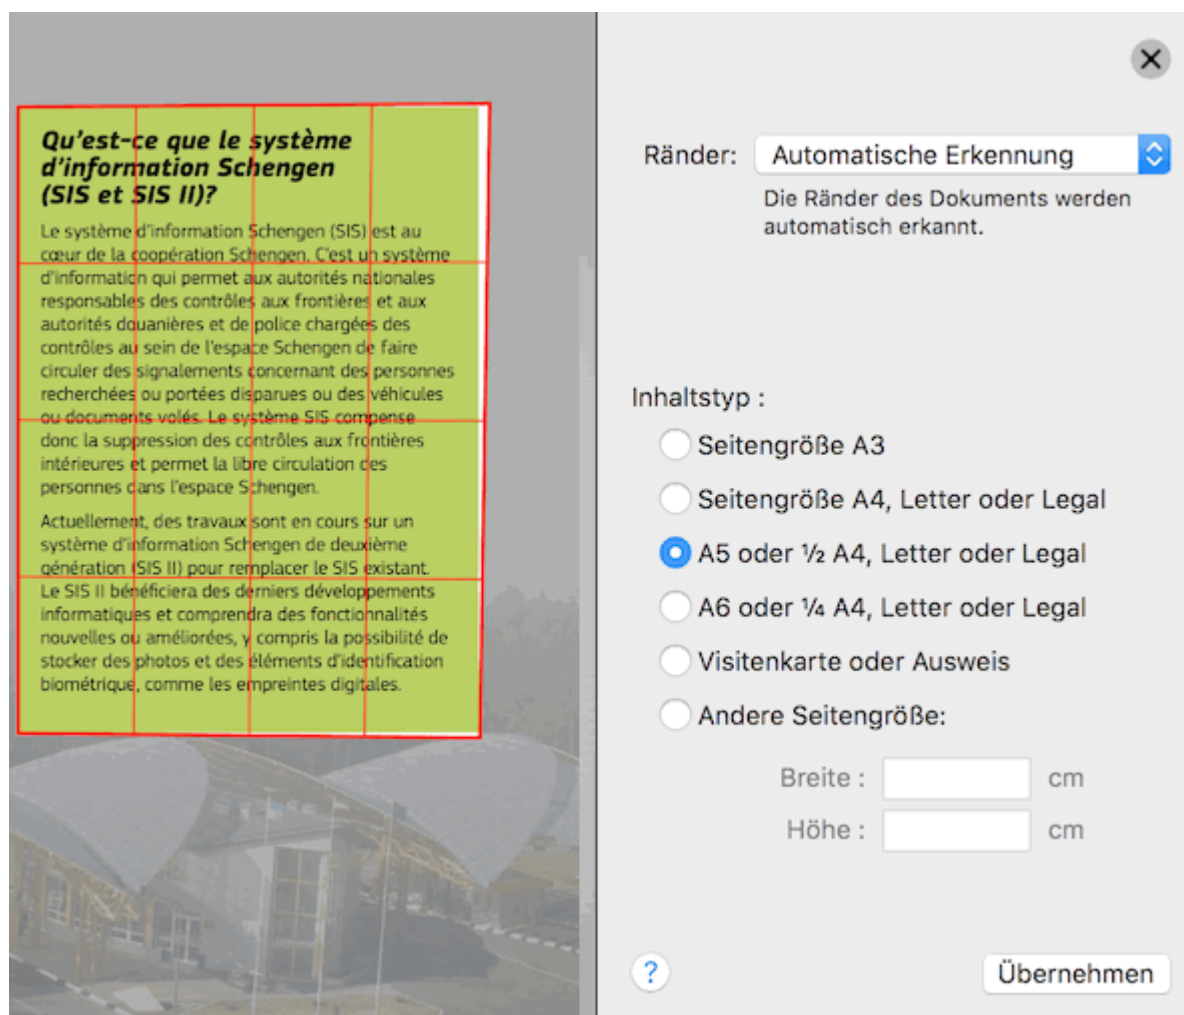 Qu'est-ce que le système
d'information Schengen
(SIS et SIS II)?
Le système d'information Schengen (SIS) est au
cœur de la coopération Schengen. C'est un système
d'information qui permet aux autorités nationales
responsables des contrôles aux frontières et aux
autorités douanières et de police chargées des
contrôles au sein de l'espace Schengen de faire
circuler des signalements concernant des personnes
recherchées ou portées disparues ou des véhicules
ou documents volés. Le système SIS compense
donc la suppression des contrôles aux frontières
intérieures et permet la libre circulation des
personnes dans l'espace Schengen.
Actuellement, des travaux sont en cours sur un
système d'information Schengen de deuxième
génération (SIS II) pour remplacer le SIS existant.
Le SIS II bénéficiera des derniers développements
informatiques et comprendra des fonctionnalités
nouvelles ou améliorées, y compris la possibilité de
stocker des photos et des éléments d'identification
biométrique, comme les empreintes digitales.
Ränder: Automatische Erkennung
Die Ränder des Dokuments werden
automatisch erkannt.
Inhaltstyp :
Seitengröße A3
Seitengröße A4, Letter oder Legal
A5 oder ½ A4, Letter oder Legal
A6 oder ¼ A4, Letter oder Legal
Visitenkarte oder Ausweis
Andere Seitengröße:
Breite : cm
Höhe : cm
? Übernehmen